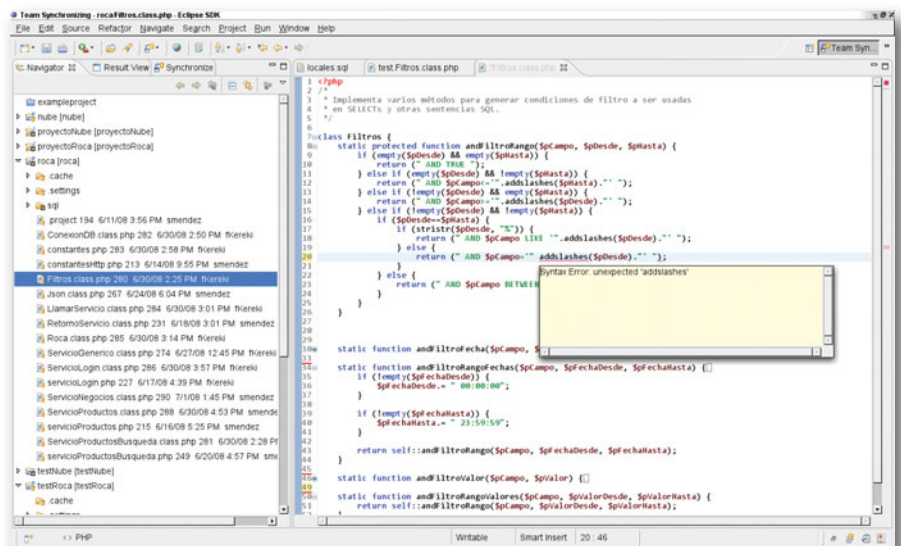 Team Synchronizing - roca/Filtros.class.php - Eclipse SDK
File Edit Source Refactor Navigate Search Project Run Window Help
Team Syn...
Navigator Result View Synchronize
locales.sql test.Filtros.class.php *Filtros.class.php
exampleproject
nube [nube]
proyectoNube [proyectoNube]
proyectoRoca [proyectoRoca]
roca [roca]
.cache
.settings
sql
.project 194 6/11/08 3:56 PM smendez
ConexionDB.class.php 282 6/30/08 2:50 PM fKereki
constantes.php 283 6/30/08 2:58 PM fKereki
constantesHttp.php 213 6/14/08 9:55 PM smendez
Filtros.class.php 280 6/30/08 2:25 PM fKereki
Json.class.php 267 6/24/08 6:04 PM smendez
LlamarServicio.class.php 284 6/30/08 3:01 PM fKereki
RetornoServicio.class.php 231 6/18/08 3:01 PM smendez
Roca.class.php 285 6/30/08 3:14 PM fKereki
ServicioGenerico.class.php 274 6/27/08 12:45 PM fKereki
ServicioLogin.class.php 286 6/30/08 3:57 PM fKereki
servicioLogin.php 227 6/17/08 4:39 PM fKereki
ServicioNegocios.class.php 290 7/1/08 1:45 PM smendez
ServicioProductos.class.php 288 6/30/08 4:53 PM smende
servicioProductos.php 215 6/16/08 5:25 PM smendez
ServicioProductosBusqueda.class.php 281 6/30/08 2:28 PM
servicioProductosBusqueda.php 249 6/20/08 4:57 PM sme
testNube [testNube]
testRoca [testRoca]
.cache
1 <?php
2 /*
3 * Implementa varios métodos para generar condiciones de filtro a ser usadas
4 * en SELECTs y otras sentencias SQL.
5 */
6
7 class Filtros {
8 static protected function andFiltroRango($pCampo, $pDesde, $pHasta) {
9 if (empty($pDesde) && empty($pHasta)) {
10 return (" AND TRUE ");
11 } else if (empty($pDesde) && !empty($pHasta)) {
12 return (" AND $pCampo<='".addslashes($pHasta)."' ");
13 } else if (!empty($pDesde) && empty($pHasta)) {
14 return (" AND $pCampo>='".addslashes($pDesde)."' ");
15 } else if (!empty($pDesde) && !empty($pHasta)) {
16 if ($pDesde==$pHasta) {
17 if (stristr($pDesde, "%")) {
18 return (" AND $pCampo LIKE '".addslashes($pDesde)."' ");
19 } else {
20 return (" AND $pCampo='" addslashes($pDesde)."' ");
21 }
22 } else {
23 return (" AND $pCampo BETWEEN
24 }
25 }
26 }
27
28
29
30 static function andFiltroFecha($pCampo, $
33
34 static function andFiltroRangoFechas($pCampo, $pFechaDesde, $pFechaHasta) {
35 if (!empty($pFechaDesde)) {
36 $pFechaDesde.= " 00:00:00";
37 }
38
39 if (!empty($pFechaHasta)) {
40 $pFechaHasta.= " 23:59:59";
41 }
42
43 return self::andFiltroRango($pCampo, $pFechaDesde, $pFechaHasta);
44 }
45
46 static function andFiltroValor($pCampo, $pValor) {
49
50 static function andFiltroRangoValores($pCampo, $pValorDesde, $pValorHasta) {
51 return self::andFiltroRango($pCampo, $pValorDesde, $pValorHasta);
Syntax Error: unexpected 'addslashes'
PHP Writable Smart Insert 20 : 46